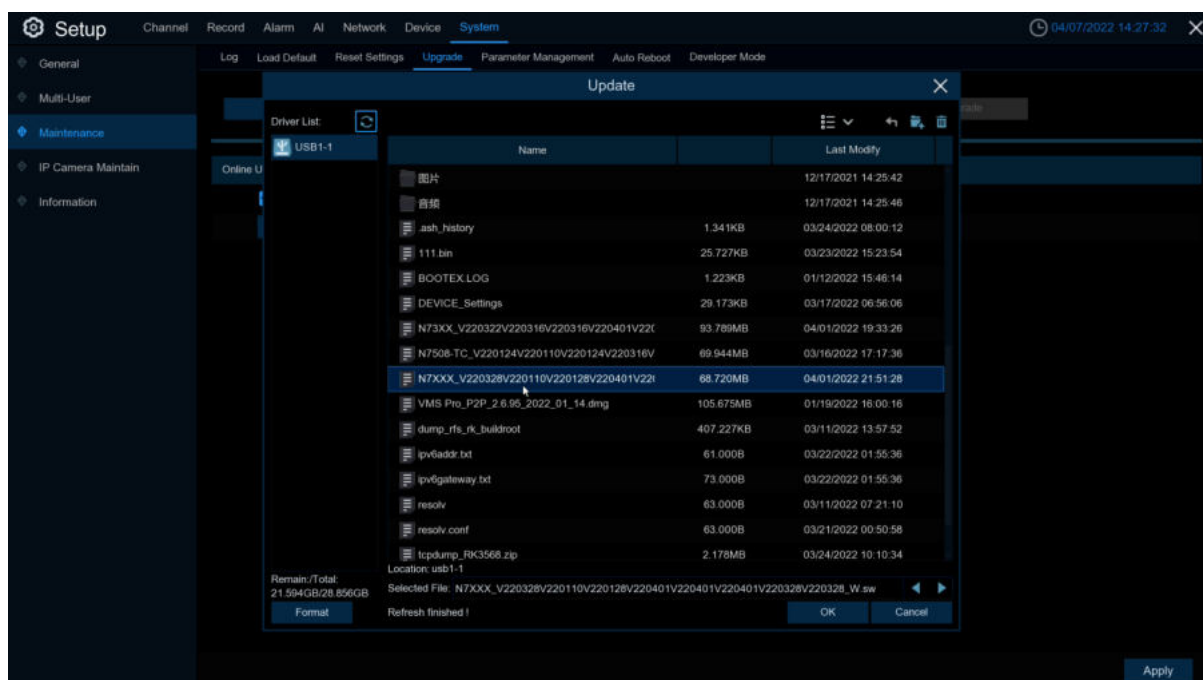 Setup Channel Record Alarm AI Network Device System 04/07/2022 14:27:32
General
Log Load Default Reset Settings Upgrade Parameter Management Auto Reboot Developer Mode
Update
Multi-User
Driver List:
Maintenance
USB1-1
Name Last Modify
IP Camera Maintain
Online U
图片 12/17/2021 14:25:42
Information
音频 12/17/2021 14:25:46
.ash_history 1.341KB 03/24/2022 08:00:12
111.bin 25.727KB 03/23/2022 15:23:54
BOOTEX.LOG 1.223KB 01/12/2022 15:46:14
DEVICE_Settings 29.173KB 03/17/2022 06:56:06
N73XX_V220322V220316V220316V220401V22( 93.789MB 04/01/2022 19:33:26
N7508-TC_V220124V220110V220124V220316V 69.944MB 03/16/2022 17:17:36
N7XXX_V220328V220110V220128V220401V22( 68.720MB 04/01/2022 21:51:28
VMS Pro_P2P_2.6.95_2022_01_14.dmg 105.675MB 01/19/2022 16:00:16
dump_rfs_rk_buildroot 407.227KB 03/11/2022 13:57:52
ipv6addr.txt 61.000B 03/22/2022 01:55:36
ipv6gateway.txt 73.000B 03/22/2022 01:55:36
resolv 63.000B 03/11/2022 07:21:10
resolv.conf 63.000B 03/21/2022 00:50:58
tcpdump_RK3568.zip 2.178MB 03/24/2022 10:10:34
Location: usb1-1
Remain:/Total:
21.594GB/28.856GB
Selected File: N7XXX_V220328V220110V220128V220401V220401V220401V220328V220328_W.sw
Format
Refresh finished !
OK Cancel
Apply